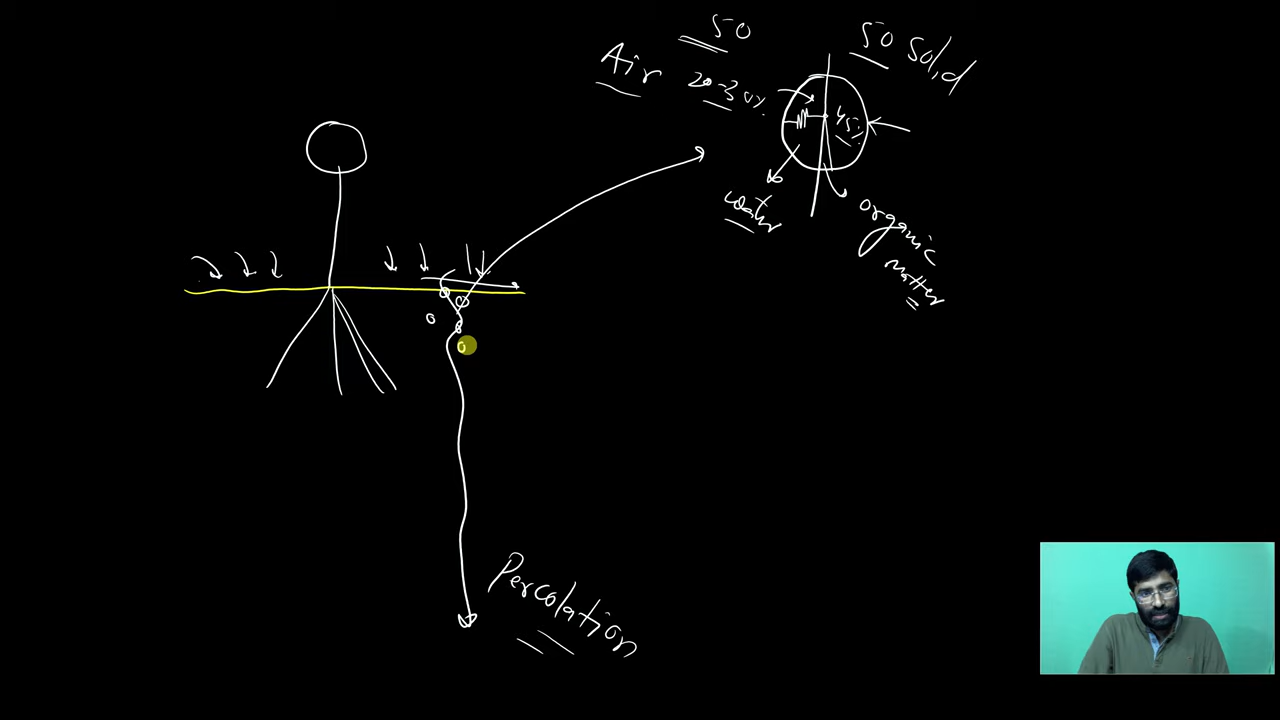 50
50 Solid
Air 20-30%
45%
water
organic
matter
Percolation